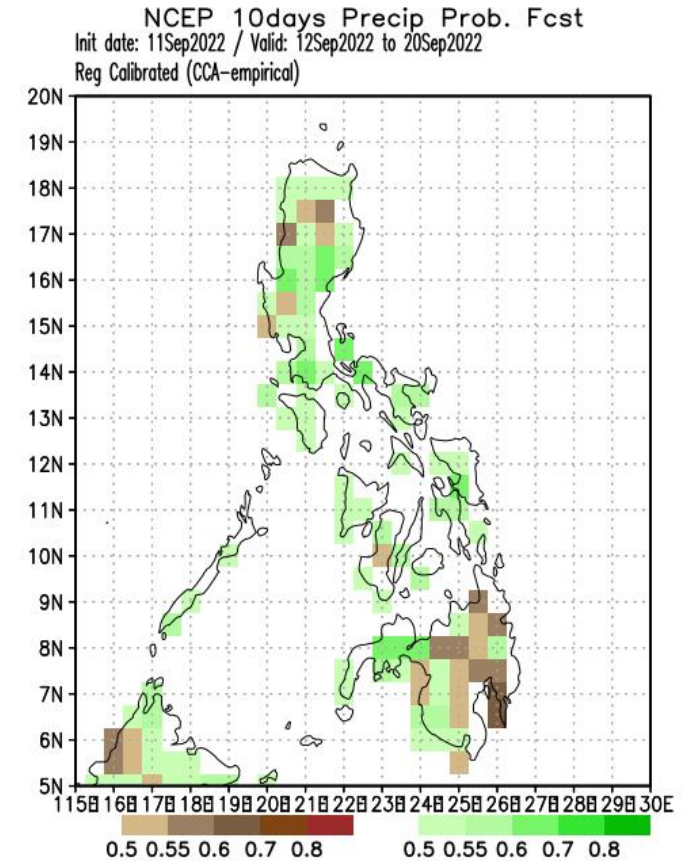 NCEP 10days Precip Prob. Fcst
Init date: 11Sep2022 / Valid: 12Sep2022 to 20Sep2022
Reg Calibrated (CCA-empirical)
20N
19N
18N
17N
16N
15N
14N
13N
12N
11N
10N
9N
8N
7N
6N
5N
115E 116E 117E 118E 119E 120E 121E 122E 123E 124E 125E 126E 127E 128E 129E 130E
0.5 0.55 0.6 0.7 0.8 0.5 0.55 0.6 0.7 0.8